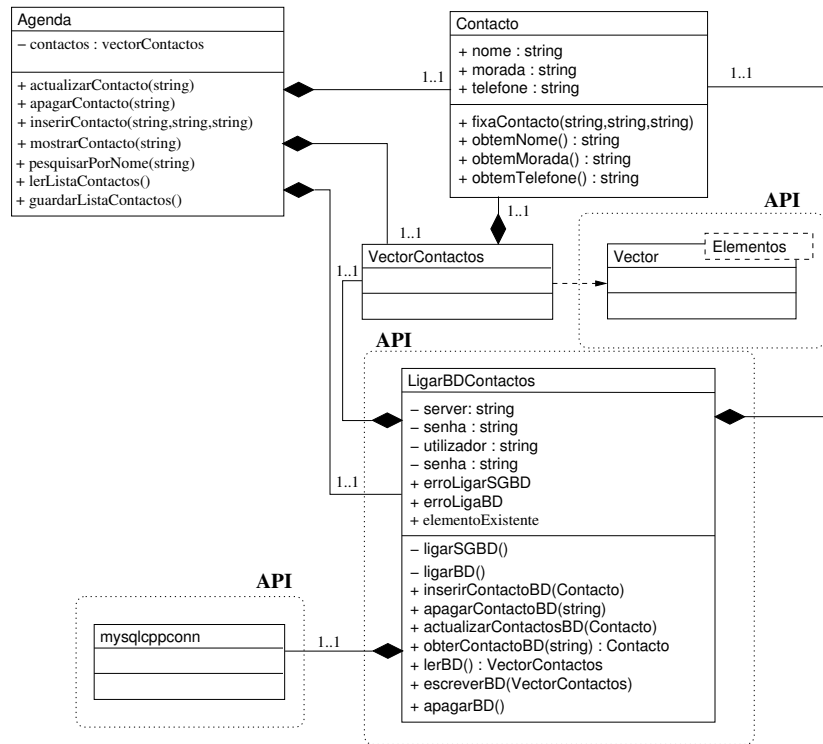 Agenda
− contactos : vectorContactos
+ actualizarContacto(string)
+ apagarContacto(string)
+ inserirContacto(string,string,string)
+ mostrarContacto(string)
+ pesquisarPorNome(string)
+ lerListaContactos()
+ guardarListaContactos()
1..1
Contacto
+ nome : string
+ morada : string
+ telefone : string
+ fixaContacto(string,string,string)
+ obtemNome() : string
+ obtemMorada() : string
+ obtemTelefone() : string
1..1
1..1
1..1
VectorContactos
1..1
API
Elementos
Vector
API
LigarBDContactos
− server: string
− senha : string
− utilizador : string
− senha : string
+ erroLigarSGBD
+ erroLigaBD
+ elementoExistente
− ligarSGBD()
− ligarBD()
+ inserirContactoBD(Contacto)
+ apagarContactoBD(string)
+ actualizarContactosBD(Contacto)
+ obterContactoBD(string) : Contacto
+ lerBD() : VectorContactos
+ escreverBD(VectorContactos)
+ apagarBD()
1..1
API
mysqlcppconn
1..1